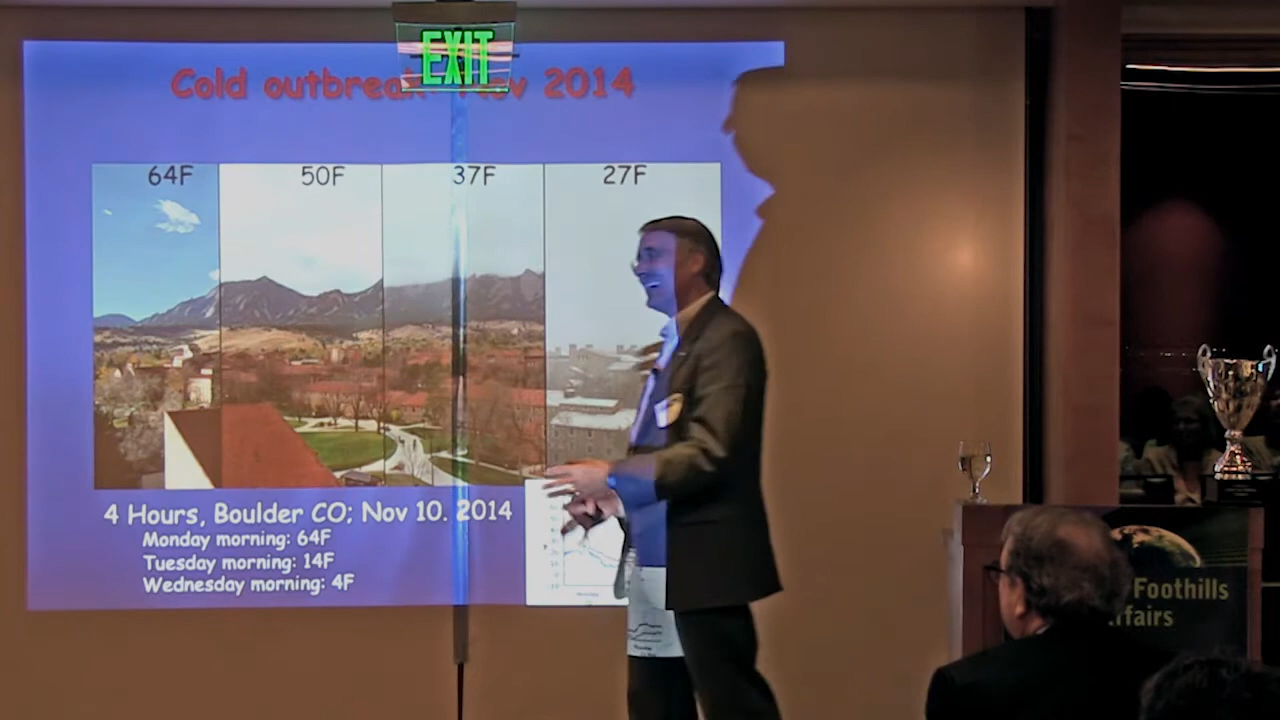 EXIT
Cold outbreak Nov 2014
64F 50F 37F 27F
4 Hours, Boulder CO; Nov 10. 2014
Monday morning: 64F
Tuesday morning: 14F
Wednesday morning: 4F
Foothills
ffairs